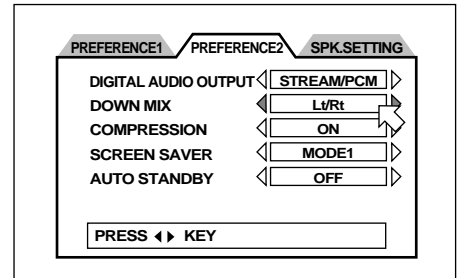 PREFERENCE1 PREFERENCE2 SPK.SETTING
DIGITAL AUDIO OUTPUT STREAM/PCM
DOWN MIX Lt/Rt
COMPRESSION ON
SCREEN SAVER MODE1
AUTO STANDBY OFF
PRESS ◀▶ KEY